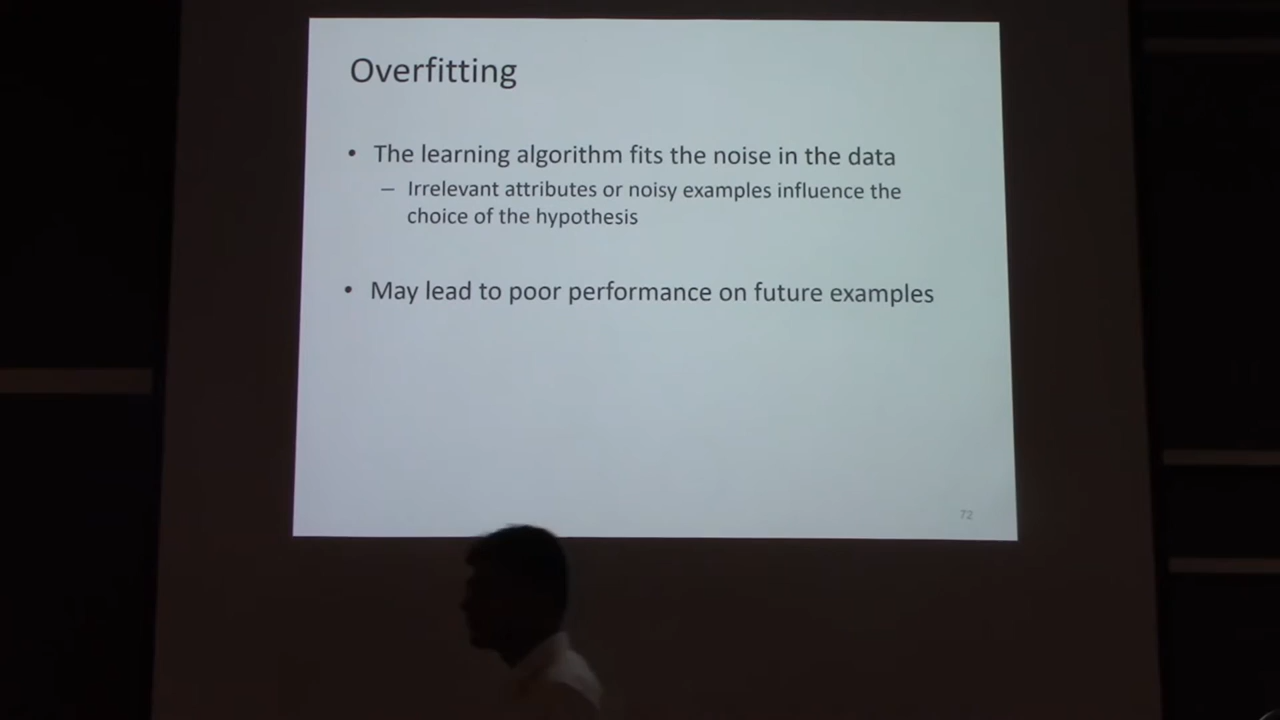 Overfitting
• The learning algorithm fits the noise in the data
– Irrelevant attributes or noisy examples influence the
choice of the hypothesis
• May lead to poor performance on future examples
72